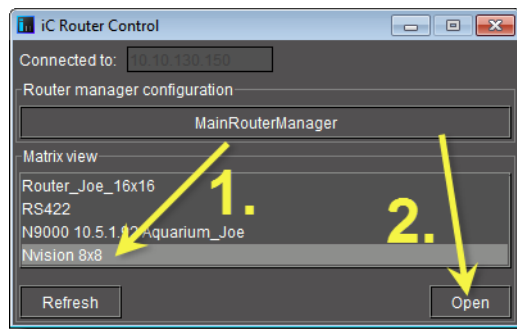 iC Router Control
Connected to: 10.10.130.150
Router manager configuration
MainRouterManager
Matrix view
Router_Joe_16x16
RS422
N9000 10.5.1.92 Aquarium_Joe
Nvision 8x8
1.
2.
Refresh
Open